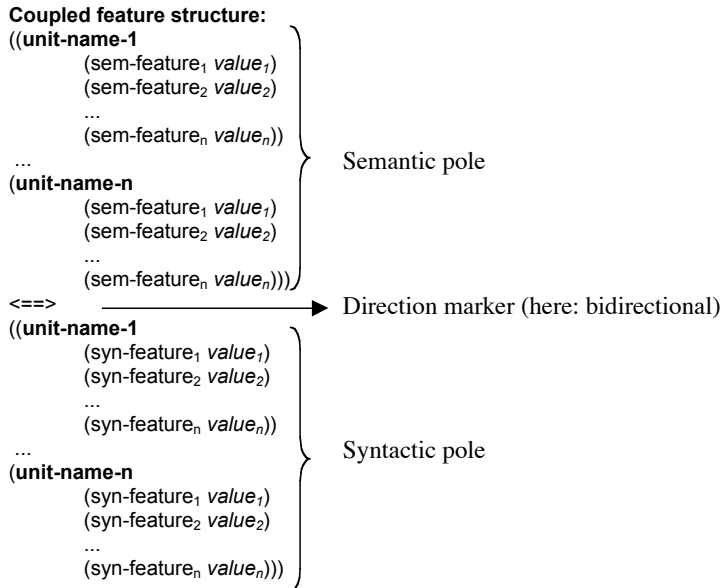 Coupled feature structure:
((unit-name-1
(sem-feature₁ value₁)
(sem-feature₂ value₂)
...
(sem-featureₙ valueₙ))
...
Semantic pole
(unit-name-n
(sem-feature₁ value₁)
(sem-feature₂ value₂)
...
(sem-featureₙ valueₙ)))
<==> Direction marker (here: bidirectional)
((unit-name-1
(syn-feature₁ value₁)
(syn-feature₂ value₂)
...
(syn-featureₙ valueₙ))
...
Syntactic pole
(unit-name-n
(syn-feature₁ value₁)
(syn-feature₂ value₂)
...
(syn-featureₙ valueₙ)))